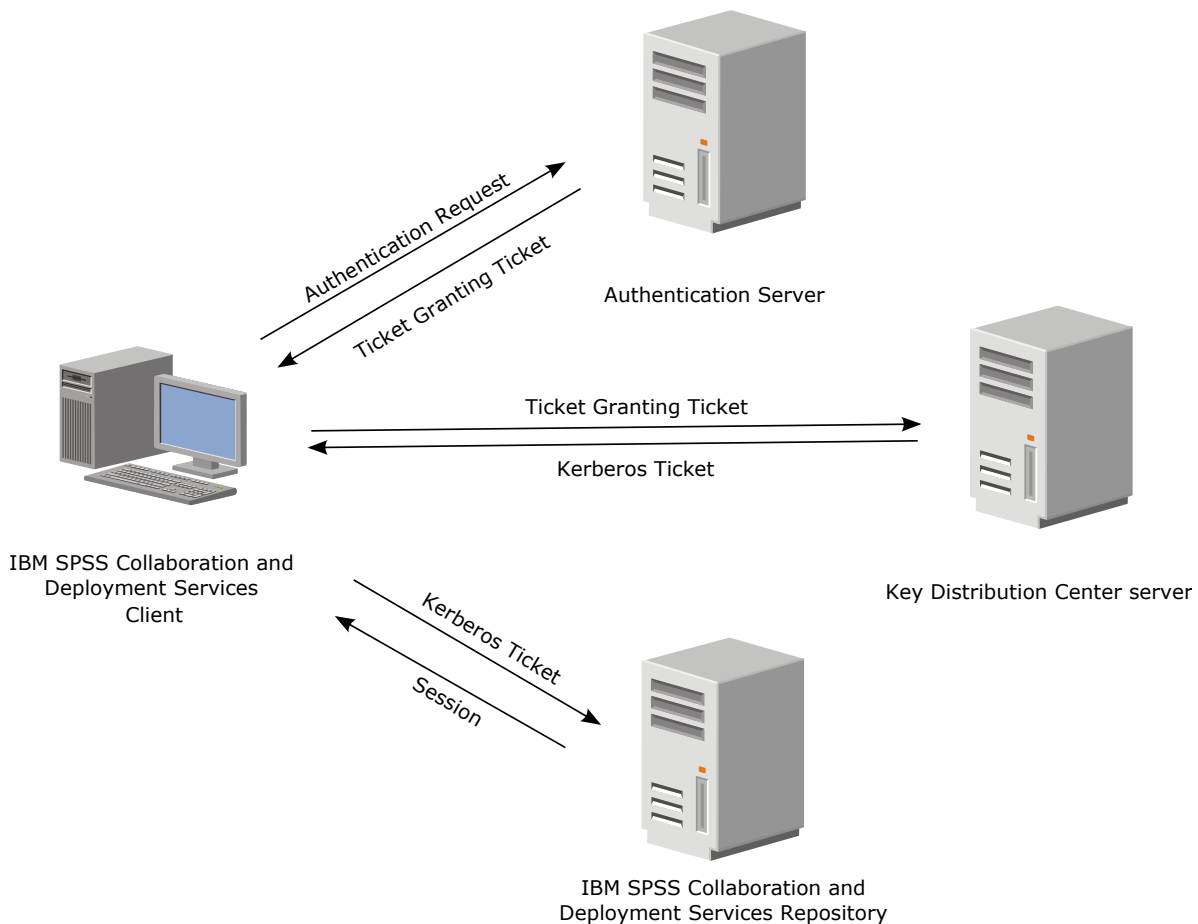 Authentication Request
Ticket Granting Ticket
Authentication Server
Ticket Granting Ticket
Kerberos Ticket
IBM SPSS Collaboration and
Deployment Services
Client
Key Distribution Center server
Kerberos Ticket
Session
IBM SPSS Collaboration and
Deployment Services Repository